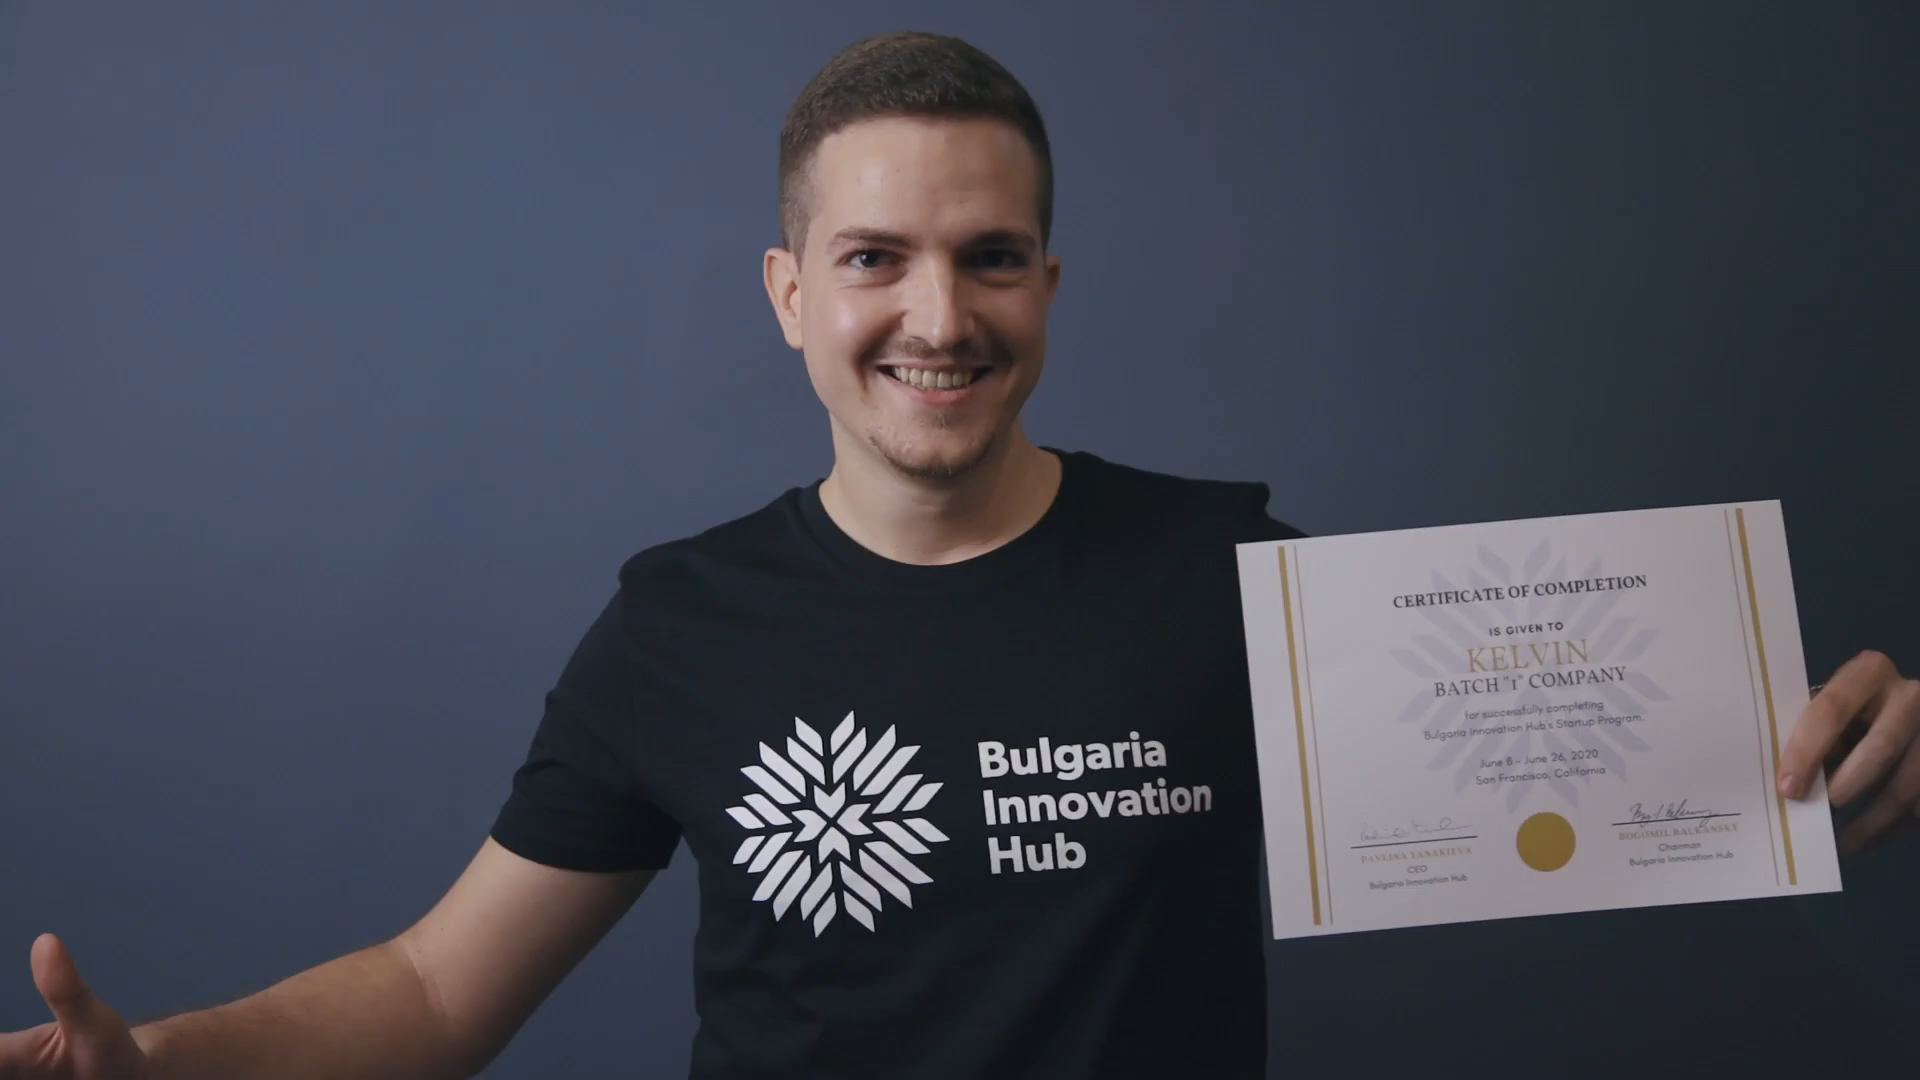 Bulgaria
Innovation
Hub
CERTIFICATE OF COMPLETION
IS GIVEN TO
KELVIN
BATCH "1" COMPANY
for successfully completing
Bulgaria Innovation Hub's Startup Program.
June 8 - June 26, 2020
San Francisco, California
PAVLINA YANAKIEVA
CEO
Bulgaria Innovation Hub
BOGOMIL BALKANSKY
Chairman
Bulgaria Innovation Hub